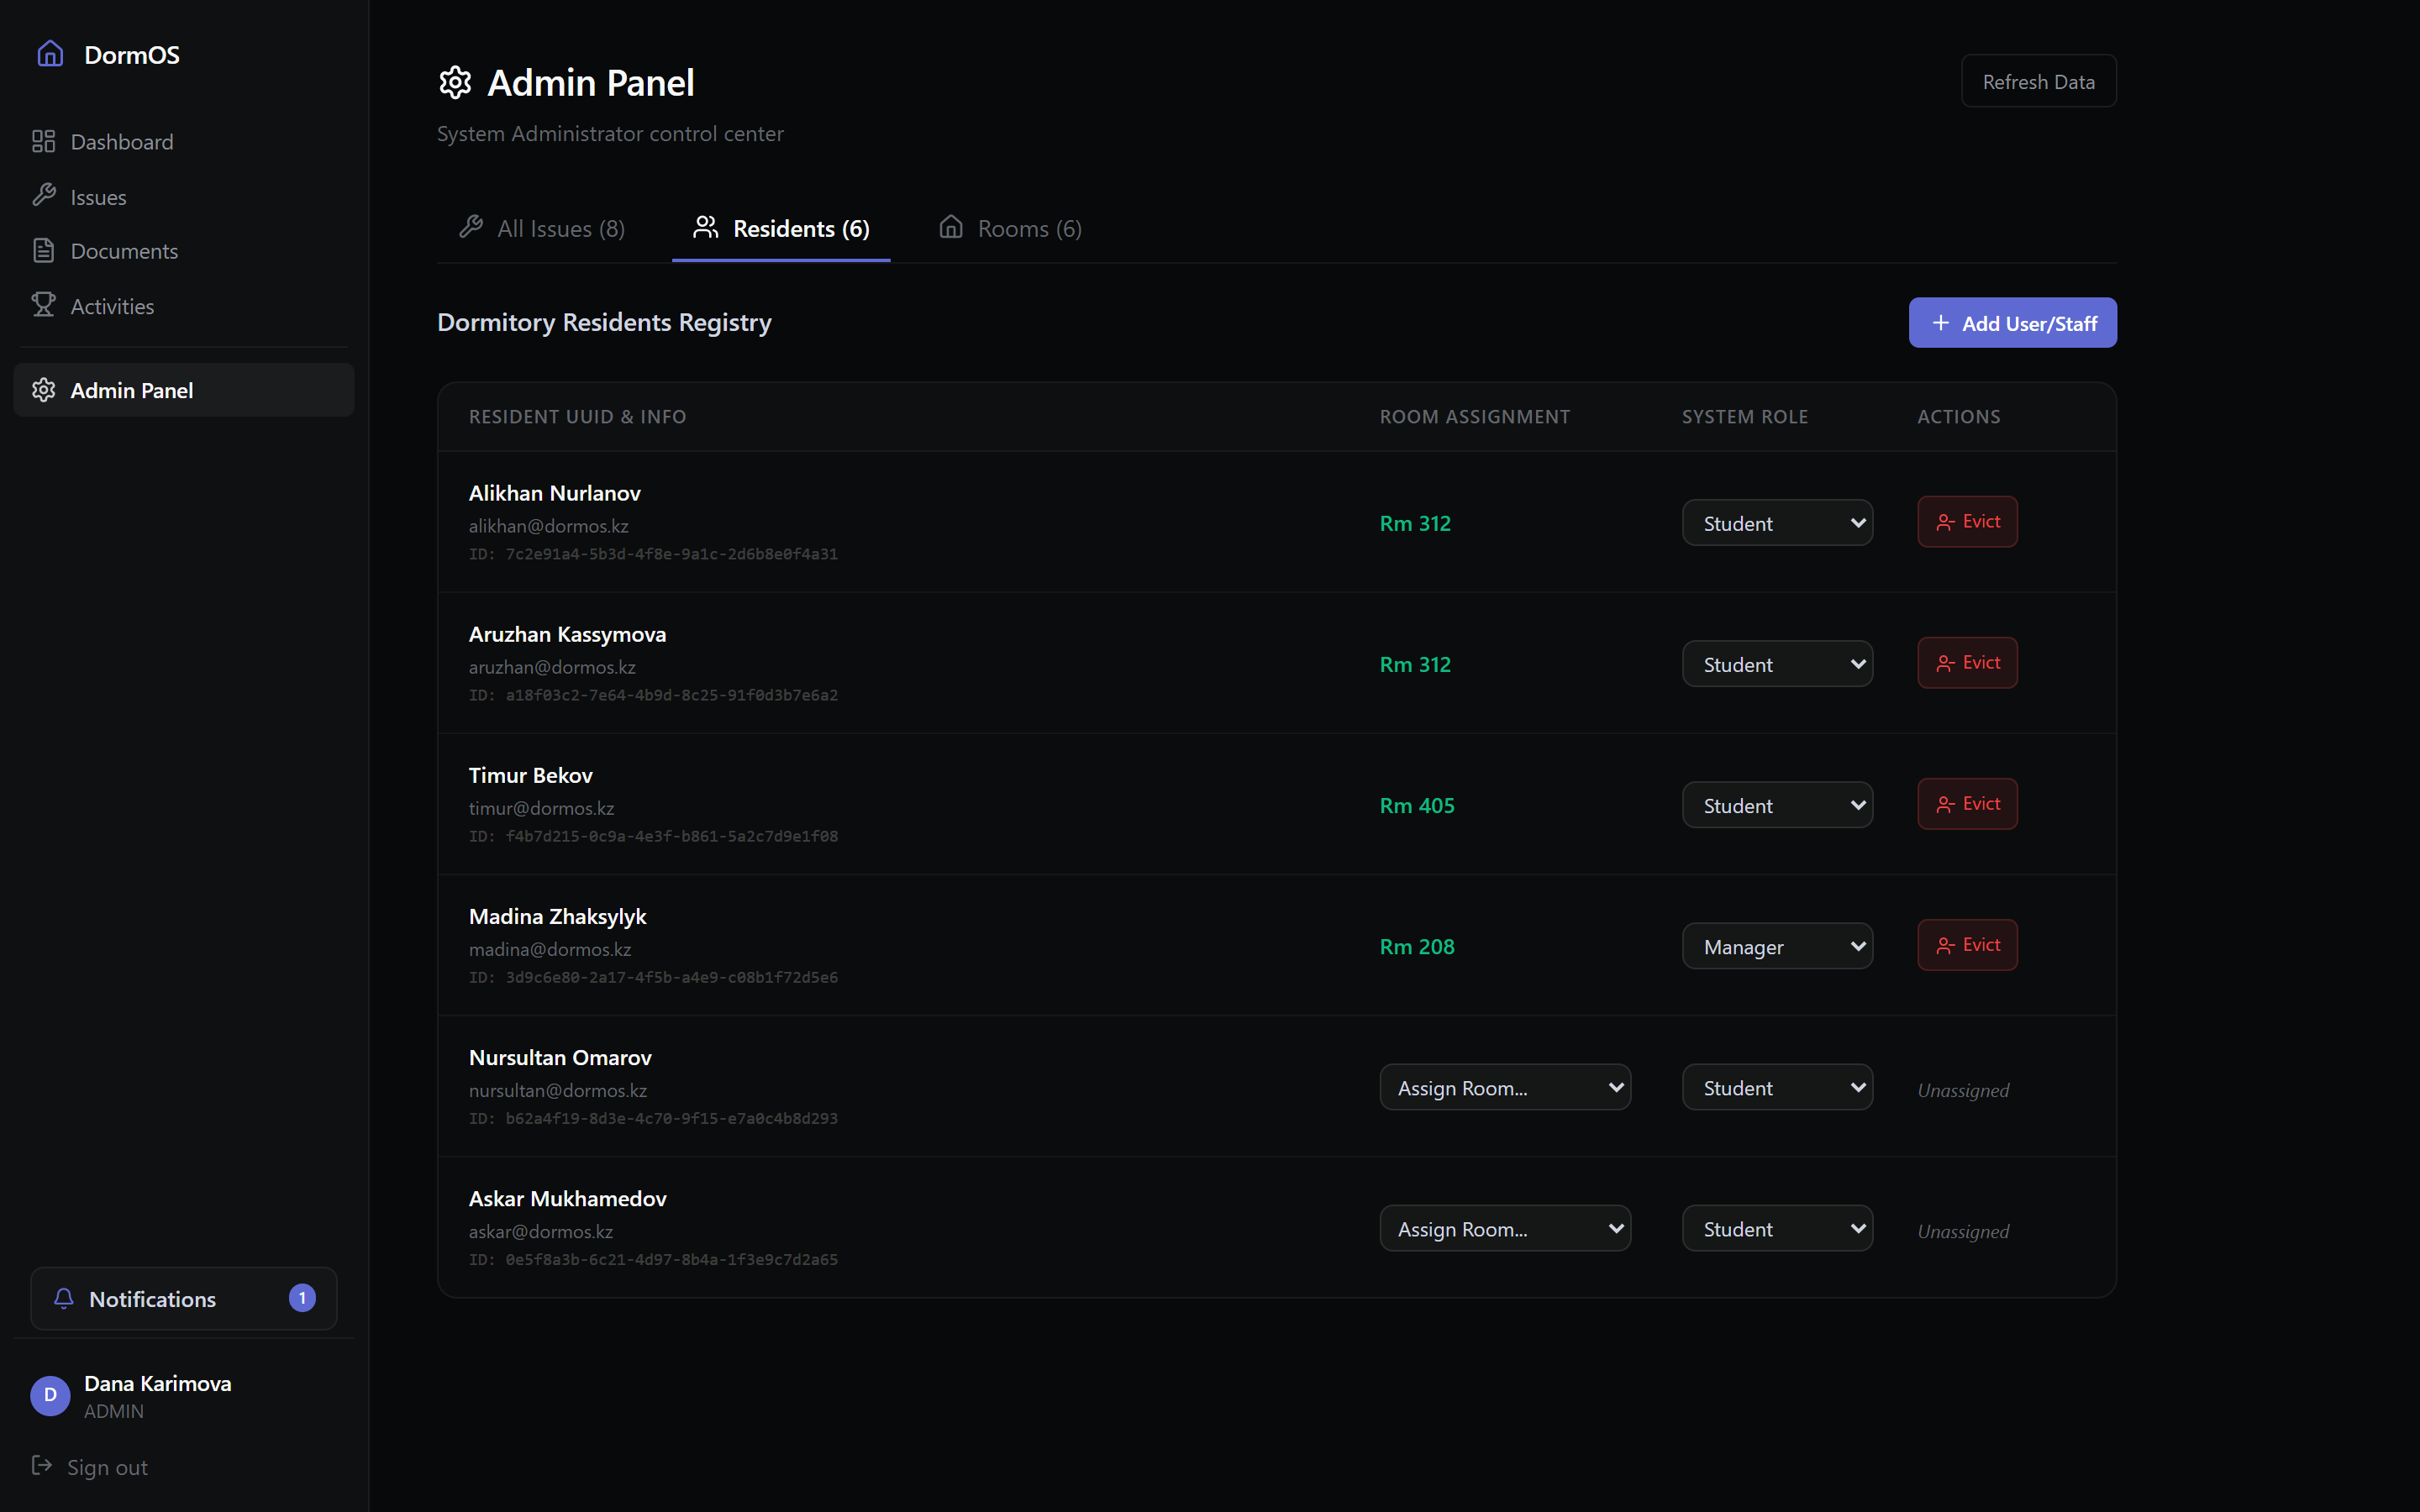 DormOS
Dashboard
Issues
Documents
Activities
Admin Panel
Notifications 1
D
Dana Karimova
ADMIN
Sign out
Admin Panel
Refresh Data
System Administrator control center
All Issues (8)
Residents (6)
Rooms (6)
Dormitory Residents Registry
+ Add User/Staff
RESIDENT UUID & INFO ROOM ASSIGNMENT SYSTEM ROLE ACTIONS
Alikhan Nurlanov
alikhan@dormos.kz
ID: 7c2e91a4-5b3d-4f8e-9a1c-2d6b8e0f4a31
Rm 312
Student
Evict
Aruzhan Kassymova
aruzhan@dormos.kz
ID: a18f03c2-7e64-4b9d-8c25-91f0d3b7e6a2
Rm 312
Student
Evict
Timur Bekov
timur@dormos.kz
ID: f4b7d215-0c9a-4e3f-b861-5a2c7d9e1f08
Rm 405
Student
Evict
Madina Zhaksylyk
madina@dormos.kz
ID: 3d9c6e80-2a17-4f5b-a4e9-c08b1f72d5e6
Rm 208
Manager
Evict
Nursultan Omarov
nursultan@dormos.kz
ID: b62a4f19-8d3e-4c70-9f15-e7a0c4b8d293
Assign Room...
Student
Unassigned
Askar Mukhamedov
askar@dormos.kz
ID: 0e5f8a3b-6c21-4d97-8b4a-1f3e9c7d2a65
Assign Room...
Student
Unassigned